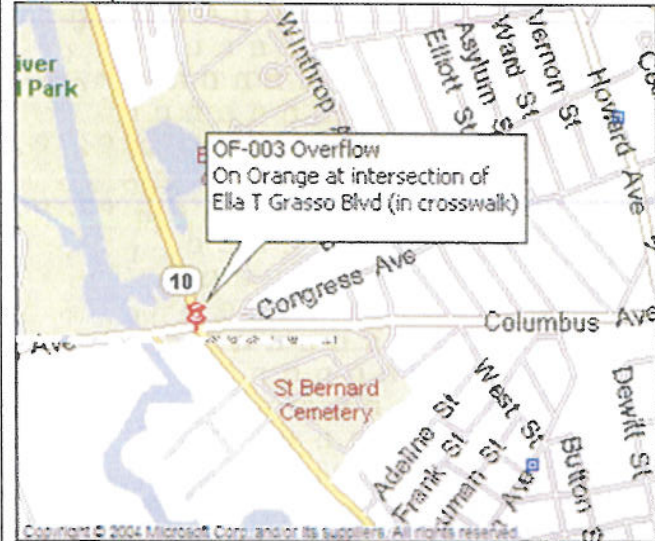 iver
Park
Winthrop
Elliott St
Asylum S
Ward St
Vernon St
Howard Ave
OF-003 Overflow
On Orange at intersection of
Ella T Grasso Blvd (in crosswalk)
10
Congress Ave
Columbus Ave
Ave
St Bernard
Cemetery
Adeline St
Frank St
uman St
West St
Ave
Button S
Dewitt St
Copyright © 2004 Microsoft Corp. and/or its suppliers. All rights reserved.